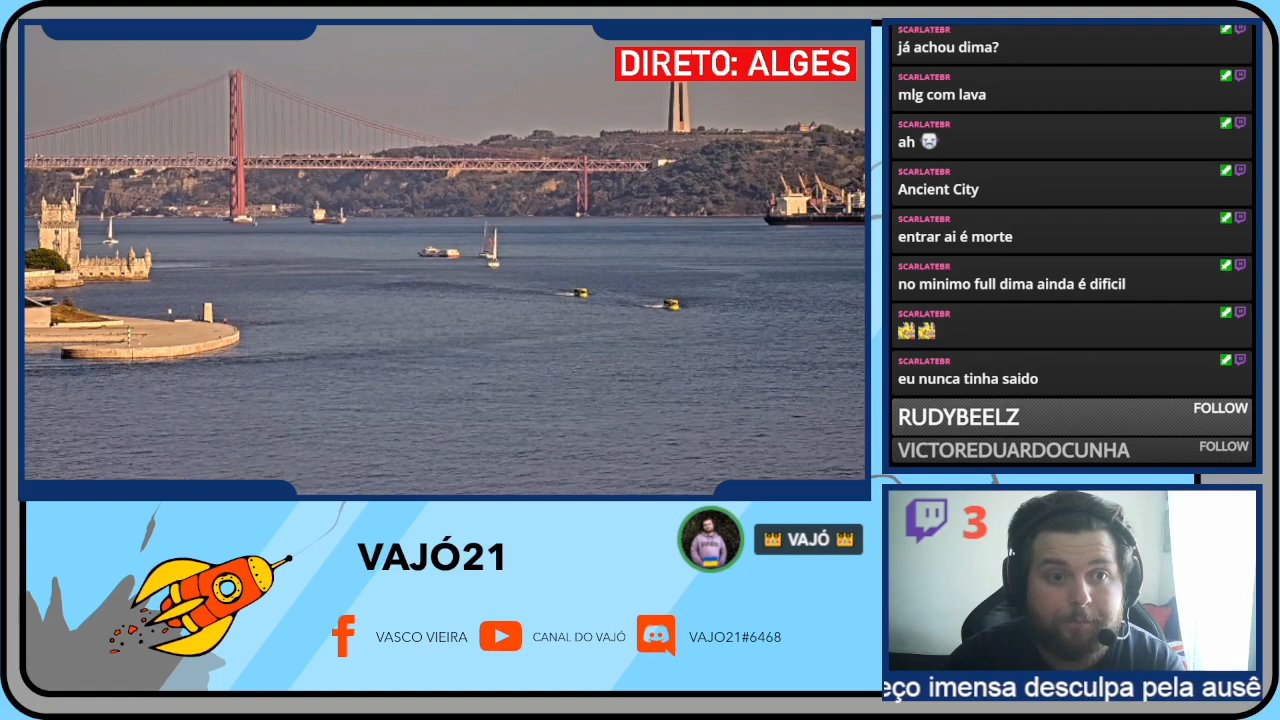 DIRETO: ALGÉS
SCARLATEBR
já achou dima?
SCARLATEBR
mlg com lava
SCARLATEBR
ah
SCARLATEBR
Ancient City
SCARLATEBR
entrar ai é morte
SCARLATEBR
no minimo full dima ainda é dificil
SCARLATEBR
SCARLATEBR
eu nunca tinha saido
RUDYBEELZ FOLLOW
VICTOREDUARDOCUNHA FOLLOW
3
VAJÓ21
VAJÓ
VASCO VIEIRA
CANAL DO VAJÓ
VAJO21#6468
eço imensa desculpa pela ausê